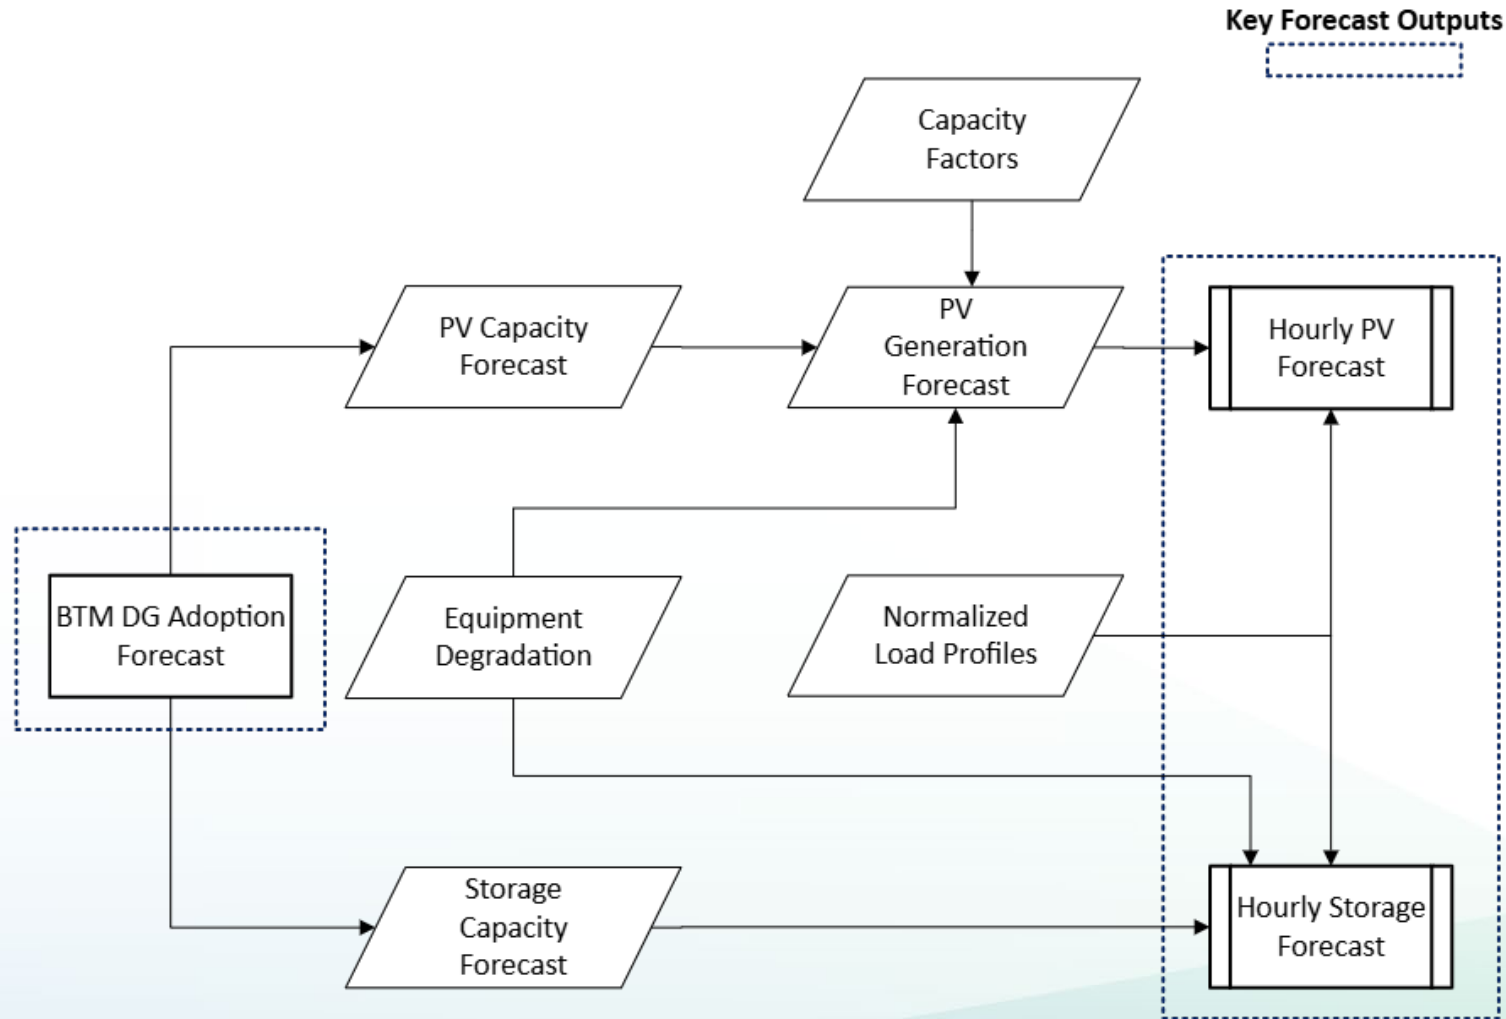 Key Forecast Outputs
Capacity
Factors
PV Capacity
Forecast
PV
Generation
Forecast
Hourly PV
Forecast
BTM DG Adoption
Forecast
Equipment
Degradation
Normalized
Load Profiles
Storage
Capacity
Forecast
Hourly Storage
Forecast